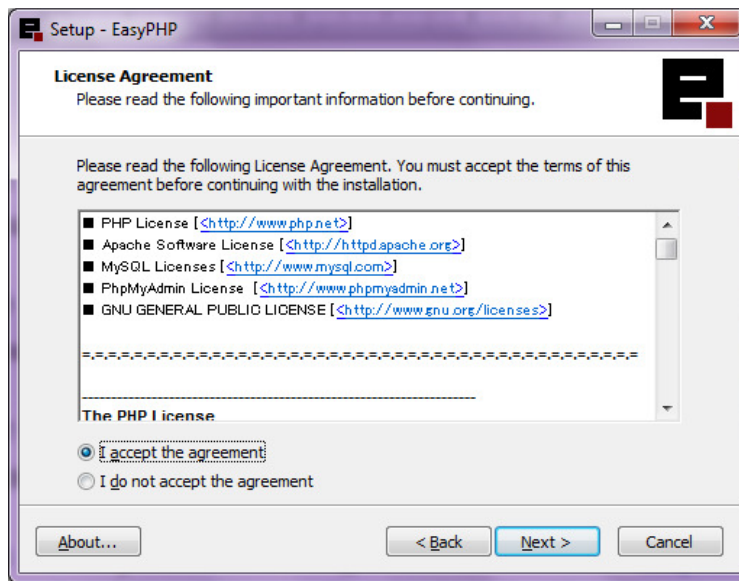 Setup - EasyPHP
License Agreement
Please read the following important information before continuing.
Please read the following License Agreement. You must accept the terms of this
agreement before continuing with the installation.
■ PHP License [<http://www.php.net>]
■ Apache Software License [<http://httpd.apache.org>]
■ MySQL Licenses [<http://www.mysql.com>]
■ PhpMyAdmin License [<http://www.phpmyadmin.net>]
■ GNU GENERAL PUBLIC LICENSE [<http://www.gnu.org/licenses>]
=-=-=-=-=-=-=-=-=-=-=-=-=-=-=-=-=-=-=-=-=-=-=-=-=-=-=-=-=-=-=-=-=-=-=-=-=-=-=-=-=-=-=
The PHP License
I accept the agreement
I do not accept the agreement
About...
< Back
Next >
Cancel